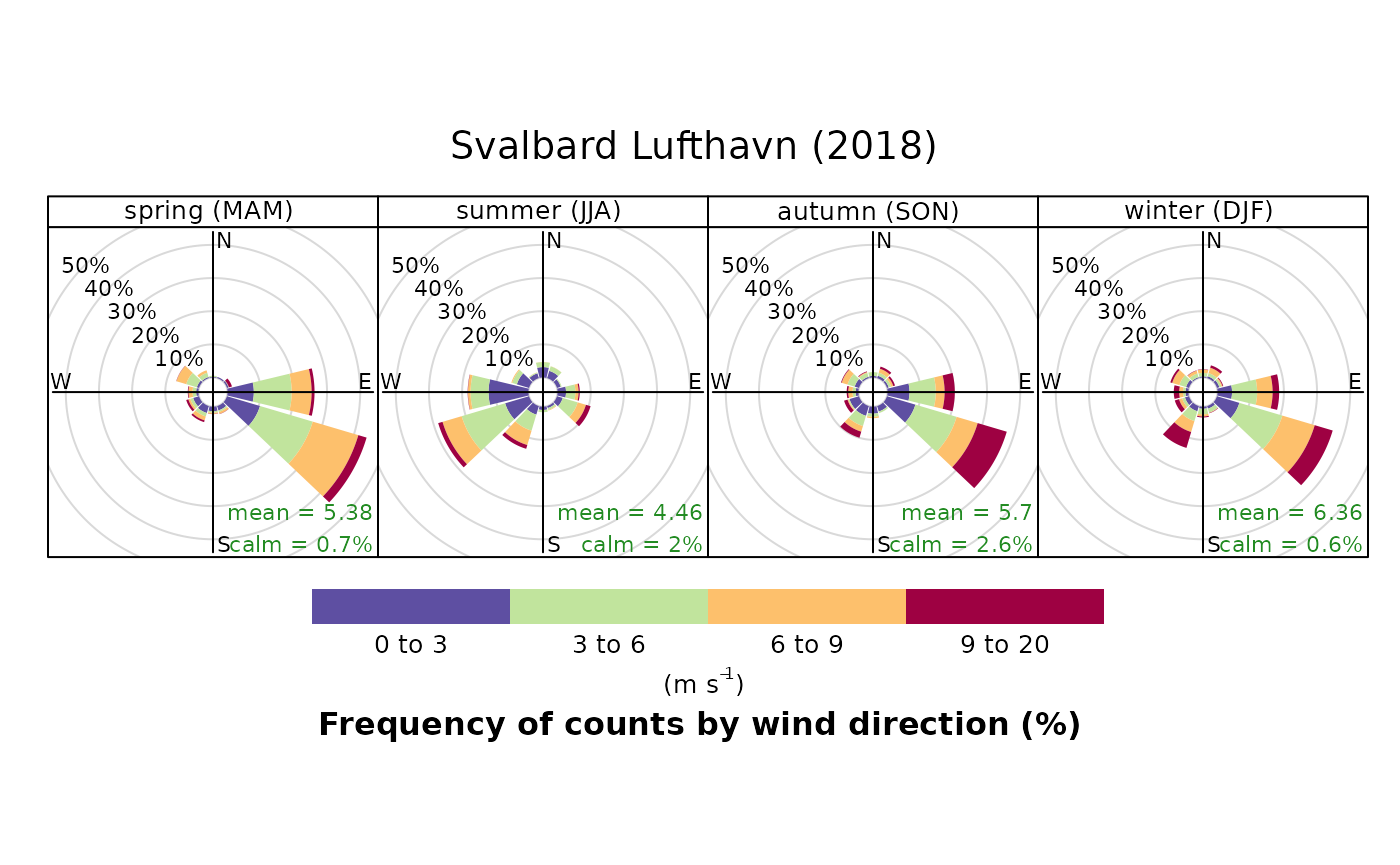 Svalbard Lufthavn (2018)
spring (MAM)
N
50%
40%
30%
20%
10%
W
E
mean = 5.38
S
calm = 0.7%
summer (JJA)
N
50%
40%
30%
20%
10%
W
E
mean = 4.46
S
calm = 2%
autumn (SON)
N
50%
40%
30%
20%
10%
W
E
mean = 5.7
S
calm = 2.6%
winter (DJF)
N
50%
40%
30%
20%
10%
W
E
mean = 6.36
S
calm = 0.6%
0 to 3 3 to 6 6 to 9 9 to 20
(m s⁻¹)
Frequency of counts by wind direction (%)